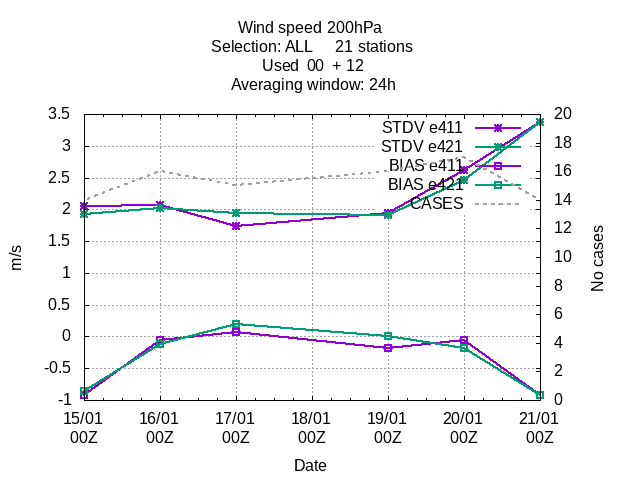 Wind speed 200hPa
Selection: ALL     21 stations
Used  00  + 12
Averaging window: 24h
3.5
3
2.5
2
1.5
1
0.5
0
-0.5
-1
m/s
20
18
16
14
12
10
8
6
4
2
0
No cases
STDV e411
STDV e421
BIAS e411
BIAS e421
CASES
15/01 16/01 17/01 18/01 19/01 20/01 21/01
00Z 00Z 00Z 00Z 00Z 00Z 00Z
Date